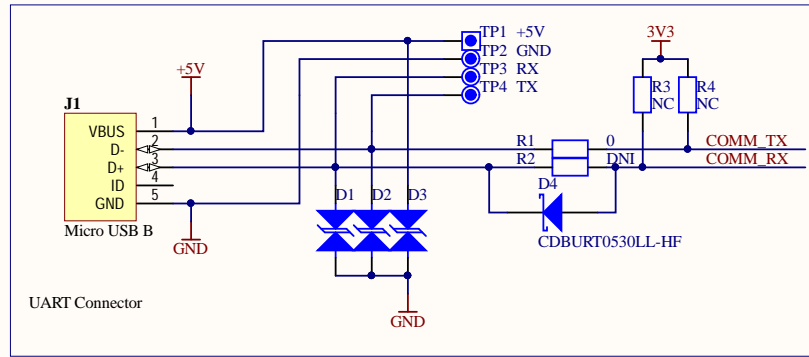 TP1 +5V
TP2 GND
TP3 RX
TP4 TX
3V3
+5V
R3
NC
R4
NC
J1
VBUS 1
D- 2
D+ 3
ID 4
GND 5
Micro USB B
GND
R1 0
R2 DNI
COMM_TX
COMM_RX
D4
CDBURT0530LL-HF
D1 D2 D3
GND
UART Connector